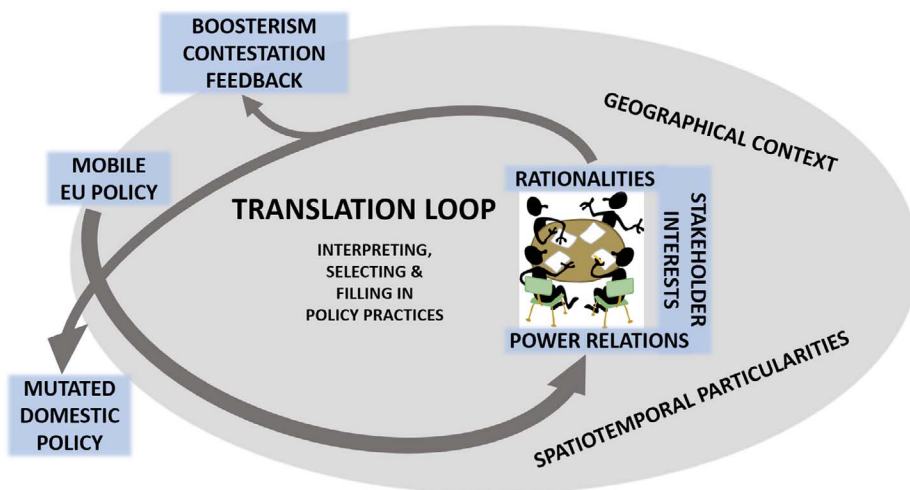 BOOSTERISM
CONTESTATION
FEEDBACK
GEOGRAPHICAL CONTEXT
MOBILE
EU POLICY
RATIONALITIES
STAKEHOLDER
INTERESTS
TRANSLATION LOOP
INTERPRETING,
SELECTING &
FILLING IN
POLICY PRACTICES
POWER RELATIONS
SPATIOTEMPORAL PARTICULARITIES
MUTATED
DOMESTIC
POLICY